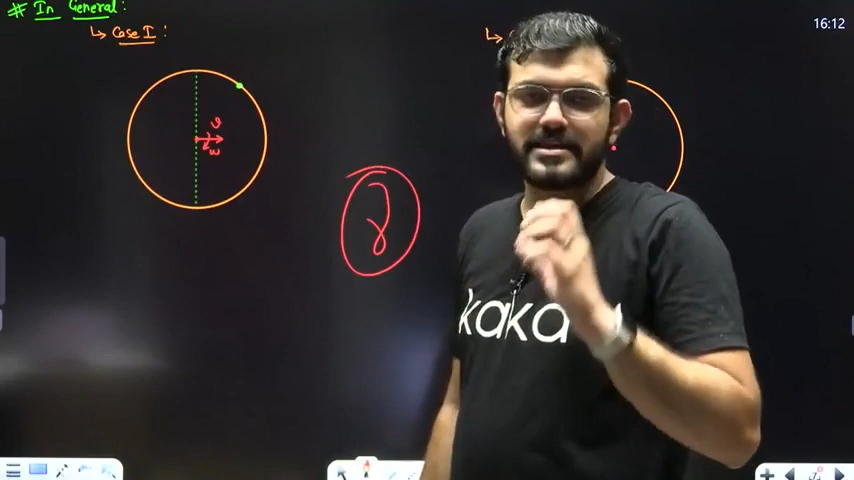 # In General:
↳ Case I :
↳
16:12
v
ω
kaka